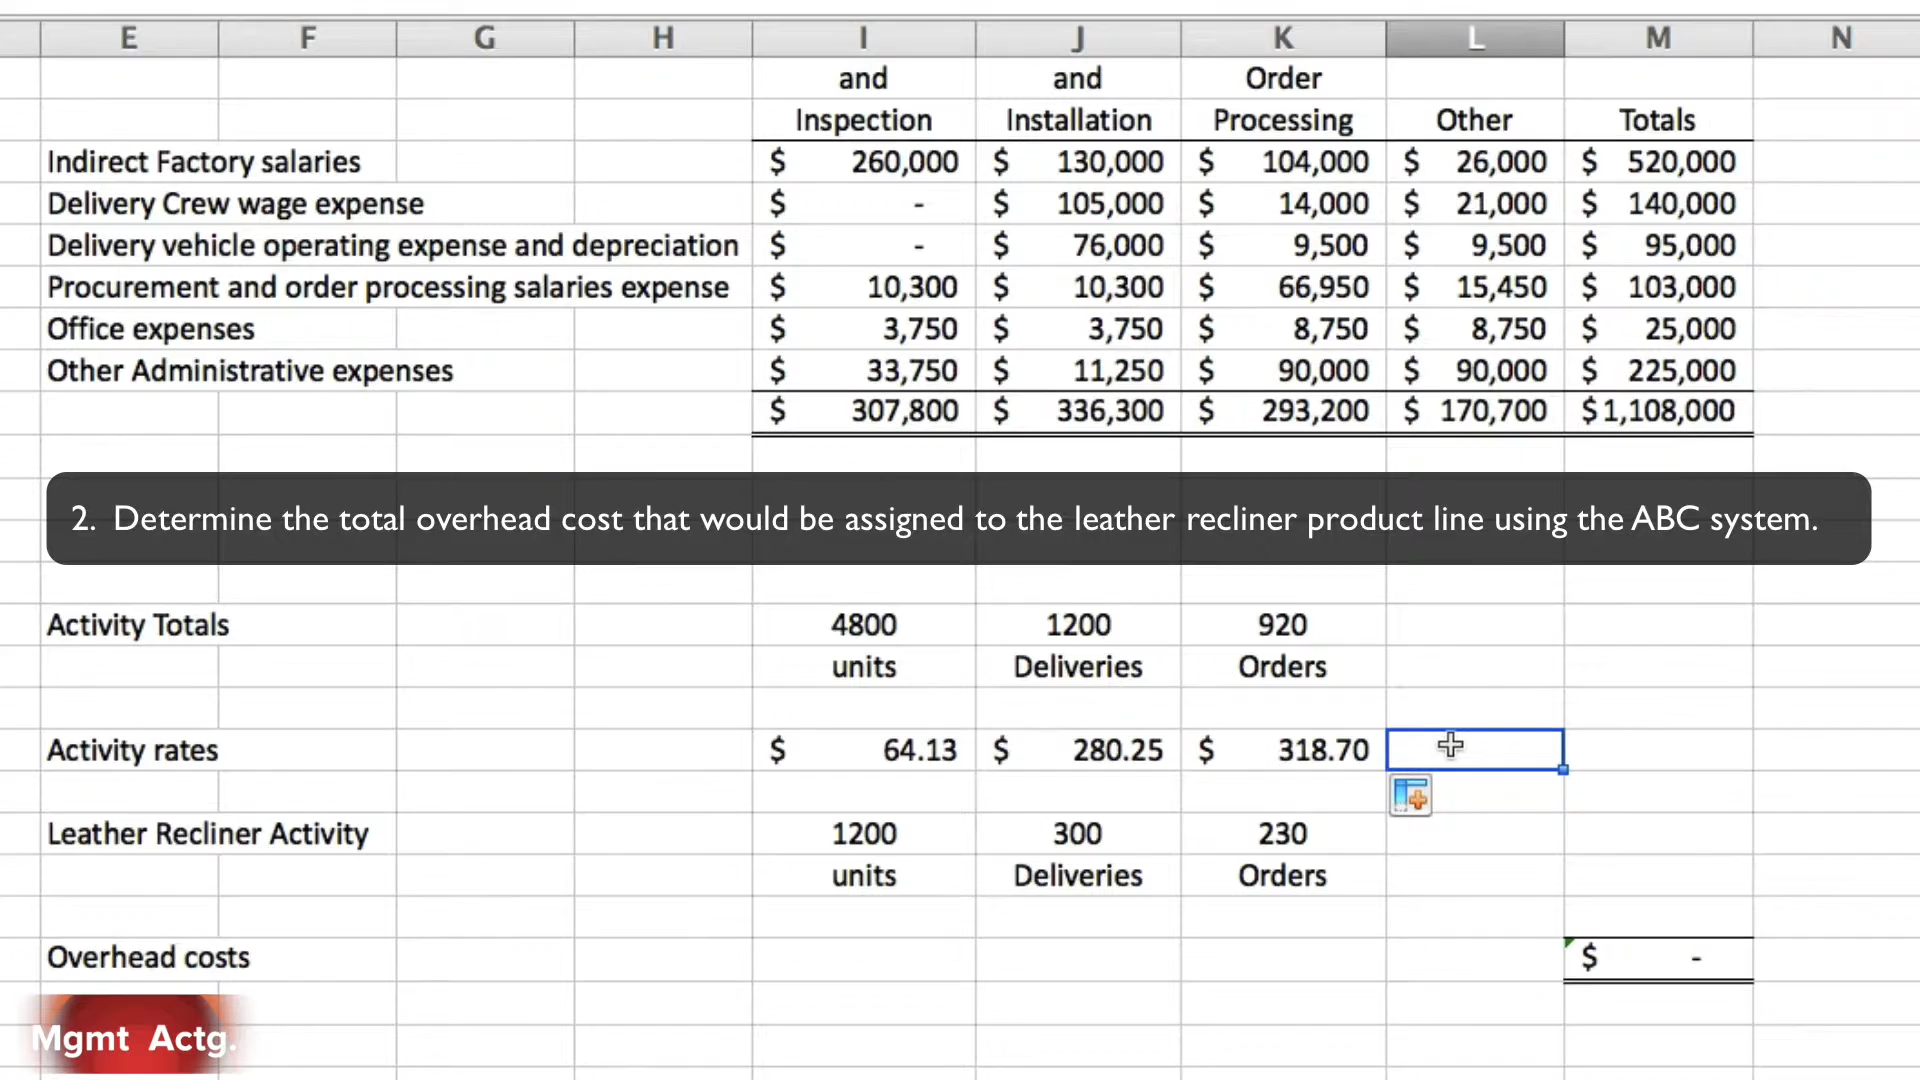 E F G H I J K L M N
and and Order
Inspection Installation Processing Other Totals
Indirect Factory salaries $ 260,000 $ 130,000 $ 104,000 $ 26,000 $ 520,000
Delivery Crew wage expense $ - $ 105,000 $ 14,000 $ 21,000 $ 140,000
Delivery vehicle operating expense and depreciation $ - $ 76,000 $ 9,500 $ 9,500 $ 95,000
Procurement and order processing salaries expense $ 10,300 $ 10,300 $ 66,950 $ 15,450 $ 103,000
Office expenses $ 3,750 $ 3,750 $ 8,750 $ 8,750 $ 25,000
Other Administrative expenses $ 33,750 $ 11,250 $ 90,000 $ 90,000 $ 225,000
$ 307,800 $ 336,300 $ 293,200 $ 170,700 $ 1,108,000
2. Determine the total overhead cost that would be assigned to the leather recliner product line using the ABC system.
Activity Totals 4800 1200 920
units Deliveries Orders
Activity rates $ 64.13 $ 280.25 $ 318.70
Leather Recliner Activity 1200 300 230
units Deliveries Orders
Overhead costs $ -
Mgmt Actg.